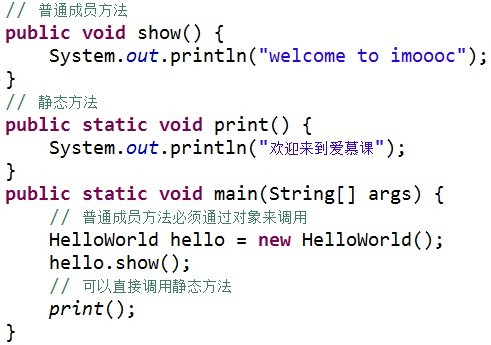 // 普通成员方法
public void show() {
    System.out.println("welcome to imoooc");
}
// 静态方法
public static void print() {
    System.out.println("欢迎来到爱慕课");
}
public static void main(String[] args) {
    // 普通成员方法必须通过对象来调用
    HelloWorld hello = new HelloWorld();
    hello.show();
    // 可以直接调用静态方法
    print();
}